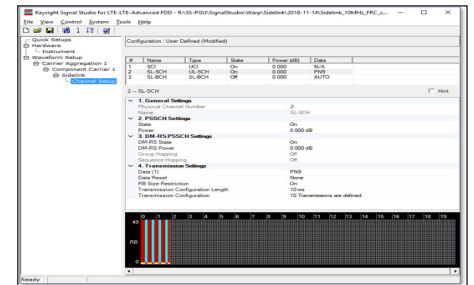 Keysight Signal Studio for LTE-LTE-Advanced FDD - R:\SS-PGU\SignalStudio\Warp\Sidelink\2018-11-14\Sidelink_10MHz_FRC_s...
File View Control System Tools Help
Quick Setups
Hardware
Instrument
Waveform Setup
Carrier Aggregation 1
Component Carrier 1
Sidelink
Channel Setup
Configuration : User Defined (Modified)
# Name Type State Power (dB) Data
1 SCI UCI On 0.000 N/A
2 SL-SCH UL-SCH On 0.000 PN9
3 SL-BCH SL-BCH Off 0.000 AUTO
2 -- SL-SCH Hint
1. General Settings
Physical Channel Number 2
Name SL-SCH
2. PSSCH Settings
State On
Power 0.000 dB
3. DM-RS PSSCH Settings
DM-RS State On
DM-RS Power 0.000 dB
Group Hopping Off
Sequence Hopping Off
4. Transmission Settings
Data (1) PN9
Data Reset None
RB Size Restriction On
Transmission Configuration Length 10 ms
Transmission Configuration 10 Transmissions are defined.
0 1 2 3 4 5 6 7 8 9 10 11 12 13 14 15 16 17 18 19
49
RB
0
Ready